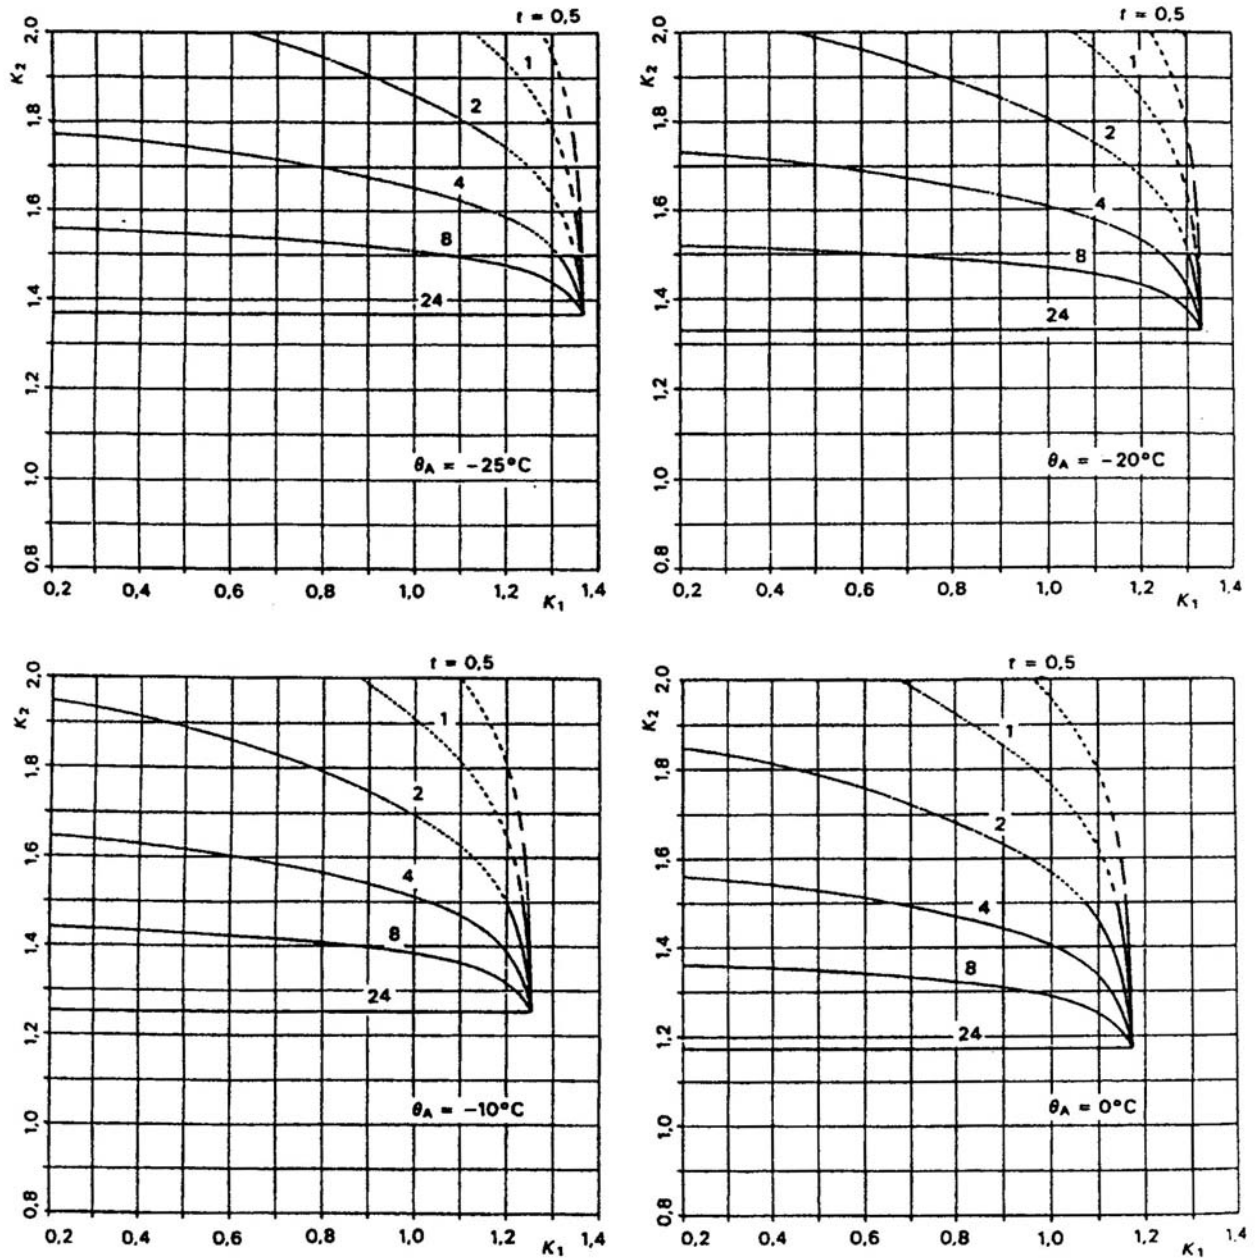 t = 0,5
K2
2,0
1,8
1,6
1,4
1,2
1,0
0,8
1
2
4
8
24
θA = −25°C
0,2 0,4 0,6 0,8 1,0 1,2 1,4
K1
t = 0,5
K2
2,0
1,8
1,6
1,4
1,2
1,0
0,8
1
2
4
8
24
θA = −20°C
0,2 0,4 0,6 0,8 1,0 1,2 1,4
K1
t = 0,5
K2
2,0
1,8
1,6
1,4
1,2
1,0
0,8
1
2
4
8
24
θA = −10°C
0,2 0,4 0,6 0,8 1,0 1,2 1,4
K1
t = 0,5
K2
2,0
1,8
1,6
1,4
1,2
1,0
0,8
1
2
4
8
24
θA = 0°C
0,2 0,4 0,6 0,8 1,0 1,2 1,4
K1